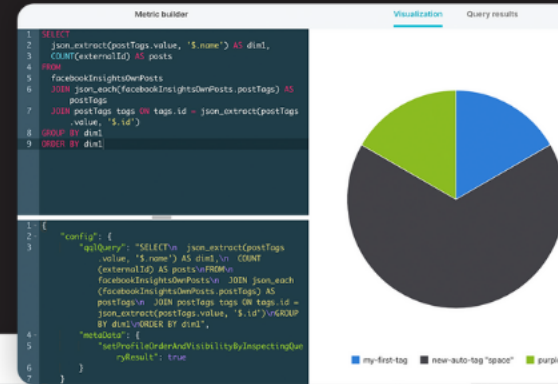 Metric builder
Visualization Query results
1 SELECT
2 json_extract(postTags.value, '$.name') AS dim1,
3 COUNT(externalId) AS posts
4 FROM
5 facebookInsightsOwnPosts
6 JOIN json_each(facebookInsightsOwnPosts.postTags) AS
postTags
7 JOIN postTags tags ON tags.id = json_extract(postTags
.value, '$.id')
8 GROUP BY dim1
9 ORDER BY dim1
1 {
2 "config": {
3 "qqlQuery": "SELECT\n json_extract(postTags
.value, '$.name') AS dim1,\n COUNT
(externalId) AS posts\nFROM\n
facebookInsightsOwnPosts\n JOIN json_each
(facebookInsightsOwnPosts.postTags) AS
postTags\n JOIN postTags tags ON tags.id =
json_extract(postTags.value, '$.id')\nGROUP
BY dim1\nORDER BY dim1",
4 "metaData": {
5 "setProfileOrderAndVisibilityByInspectingQue
ryResult": true
6 }
7 }
my-first-tag new-auto-tag "space" purpl